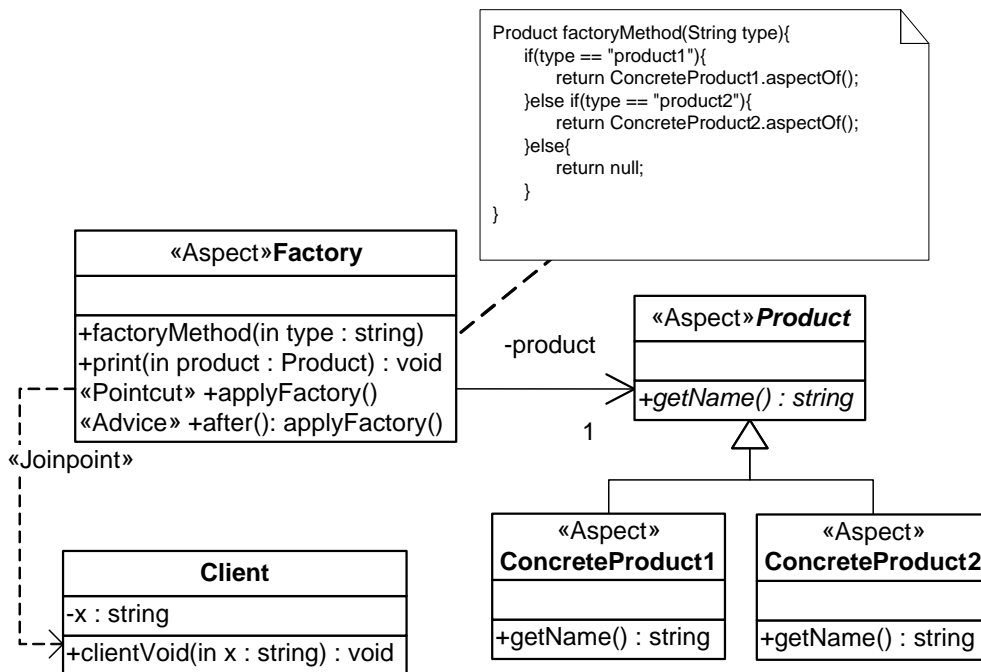 Product factoryMethod(String type){
if(type == "product1"){
return ConcreteProduct1.aspectOf();
}else if(type == "product2"){
return ConcreteProduct2.aspectOf();
}else{
return null;
}
}
«Aspect»Factory
+factoryMethod(in type : string)
+print(in product : Product) : void
«Pointcut» +applyFactory()
«Advice» +after(): applyFactory()
-product
1
«Aspect»Product
+getName() : string
«Joinpoint»
Client
-x : string
+clientVoid(in x : string) : void
«Aspect»
ConcreteProduct1
+getName() : string
«Aspect»
ConcreteProduct2
+getName() : string